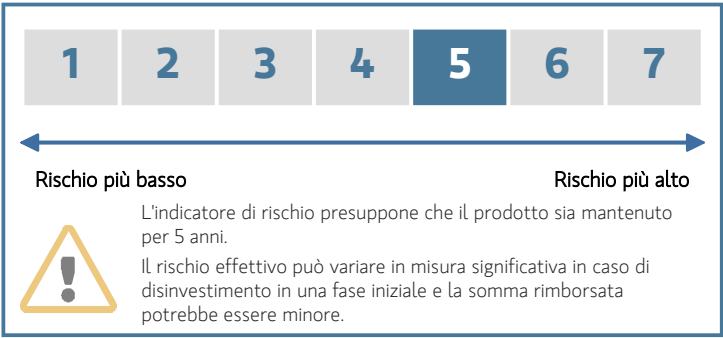 1 2 3 4 5 6 7
Rischio più basso Rischio più alto
L'indicatore di rischio presuppone che il prodotto sia mantenuto
per 5 anni.
Il rischio effettivo può variare in misura significativa in caso di
disinvestimento in una fase iniziale e la somma rimborsata
potrebbe essere minore.